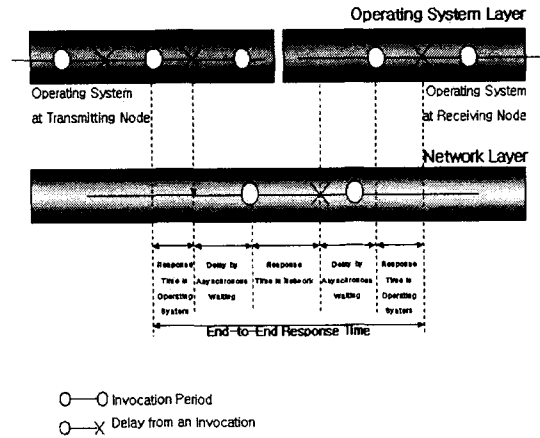 Operating System Layer
Operating System
at Transmitting Node
Operating System
at Receiving Node
Network Layer
Response
Time in
Operating
System
Delay by
Asynchronous
Waiting
Response
Time in Network
Delay by
Asynchronous
Waiting
Response
Time in
Operating
System
End-to-End Response Time
Invocation Period
Delay from an Invocation